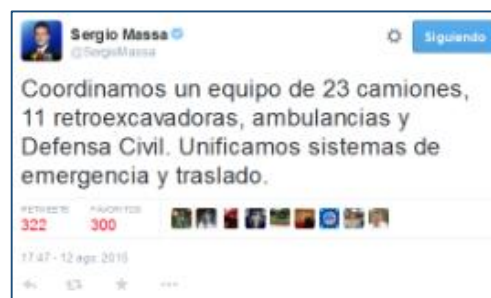 Sergio Massa
@SergioMassa
Siguiendo
Coordinamos un equipo de 23 camiones,
11 retroexcavadoras, ambulancias y
Defensa Civil. Unificamos sistemas de
emergencia y traslado.
RETWEETS FAVORITOS
322 300
17:47 - 12 ago. 2015